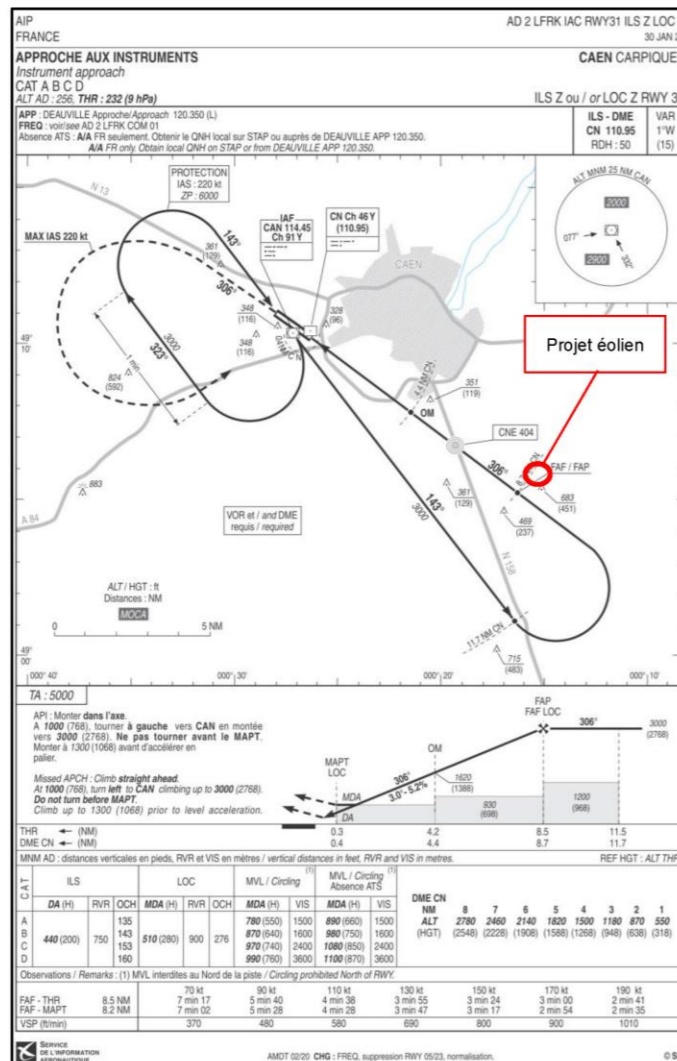 AIP
FRANCE
AD 2 LFRK IAC RWY31 ILS Z LOC
30 JAN 2
APPROCHE AUX INSTRUMENTS
Instrument approach
CAT A B C D
ALT AD : 256, THR : 232 (9 hPa)
CAEN CARPIQUE
ILS Z ou / or LOC Z RWY 3
APP : DEAUVILLE Approche/Approach 120.350 (L)
FREQ : voir/see AD 2 LFRK COM 01
Absence ATS : A/A FR seulement. Obtenir le QNH local sur STAP ou auprès de DEAUVILLE APP 120.350.
A/A FR only. Obtain local QNH on STAP or from DEAUVILLE APP 120.350.
ILS - DME
CN 110.95
RDH : 50
VAR
1°W
(15)
PROTECTION
IAS : 220 kt
ZP : 6000
MAX IAS 220 kt
N 13
143°
306°
361
(129)
IAF
CAN 114.45
Ch 91 Y
CN Ch 46 Y
(110.95)
CAEN
ALT MNM 25 NM CAN
2000
077°
332°
2900
49°
10'
348
(116)
348
(116)
328
(96)
323°
3000
1 min
824
(592)
Projet éolien
4.4 NM CN
351
(119)
OM
CNE 404
306°
FAF / FAP
683
(451)
361
(129)
469
(237)
143°
3000
883
A 84
VOR et / and DME
requis / required
N 158
ALT / HGT : ft
Distances : NM
MOCA
0 5 NM
11.7 NM CN
715
(483)
49°
00'
000° 40' 000° 30' 000° 20' 000° 10'
TA : 5000
API : Monter dans l'axe.
A 1000 (768), tourner à gauche vers CAN en montée
vers 3000 (2768). Ne pas tourner avant le MAPT.
Monter à 1300 (1068) avant d'accélérer en
palier.
Missed APCH : Climb straight ahead.
At 1000 (768), turn left to CAN climbing up to 3000 (2768).
Do not turn before MAPT.
Climb up to 1300 (1068) prior to level acceleration.
FAP
FAF LOC
306°
3000
(2768)
OM
MAPT
LOC
306°
3.0° - 5.2%
1620
(1388)
MDA
DA
930
(698)
1200
(968)
THR (NM) 0.3 4.2 8.5 11.5
DME CN (NM) 0.4 4.4 8.7 11.7
MNM AD : distances verticales en pieds, RVR et VIS en mètres / vertical distances in feet, RVR and VIS in metres.
REF HGT : ALT THR
CAT ILS LOC MVL / Circling (1) MVL / Circling (1) Absence ATS
DA (H) RVR OCH MDA (H) RVR OCH MDA (H) VIS MDA (H) VIS
A 135 780 (550) 1500 890 (660) 1500
B 143 870 (640) 1600 980 (750) 1600
C 153 970 (740) 2400 1080 (850) 2400
D 160 990 (760) 3600 1100 (870) 3600
440 (200) 750 510 (280) 900 276
DME CN
NM 8 7 6 5 4 3 2 1
ALT 2780 2460 2140 1820 1500 1180 870 550
(HGT) (2548) (2228) (1908) (1588) (1268) (948) (638) (318)
Observations / Remarks : (1) MVL interdites au Nord de la piste / Circling prohibited North of RWY.
70 kt 90 kt 110 kt 130 kt 150 kt 170 kt 190 kt
FAF - THR 8.5 NM 7 min 17 5 min 40 4 min 38 3 min 55 3 min 24 3 min 00 2 min 41
FAF - MAPT 8.2 NM 7 min 02 5 min 28 4 min 28 3 min 47 3 min 17 2 min 54 2 min 35
VSP (ft/min) 370 480 580 690 800 900 1010
SERVICE
DE L'INFORMATION
AERONAUTIQUE
AMDT 02/20 CHG : FREQ, suppression RWY 05/23, normalisation.
© S